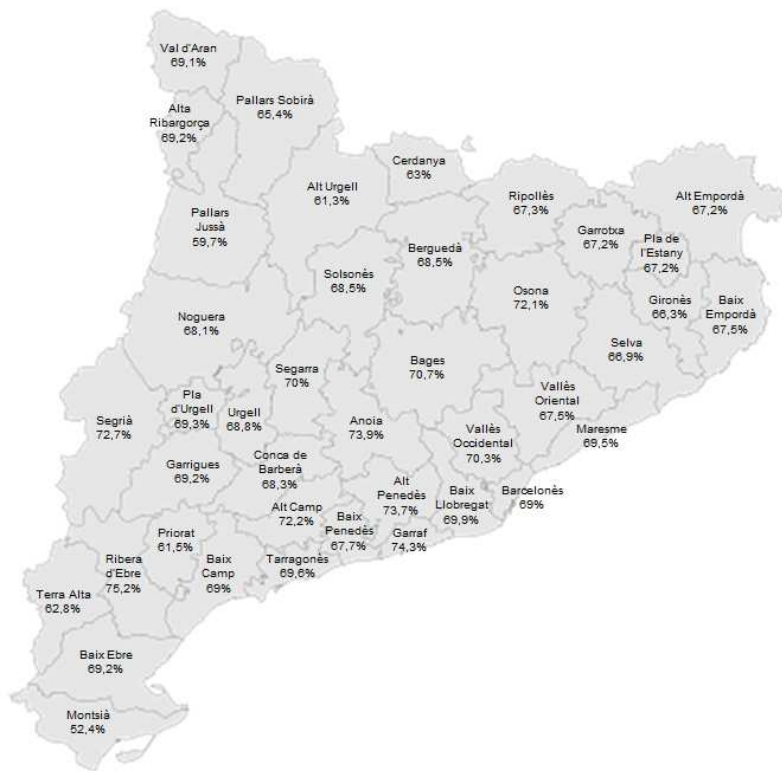 Val d'Aran
69,1%
Alta
Ribargorça
69,2%
Pallars Sobirà
65,4%
Cerdanya
63%
Alt Urgell
61,3%
Ripollès
67,3%
Alt Empordà
67,2%
Garrotxa
67,2%
Pla de
l'Estany
67,2%
Pallars
Jussà
59,7%
Berguedà
68,5%
Solsonès
68,5%
Osona
72,1%
Gironès
66,3%
Baix
Empordà
67,5%
Noguera
68,1%
Selva
66,9%
Segarra
70%
Bages
70,7%
Vallès
Oriental
67,5%
Pla
d'Urgell
69,3%
Urgell
68,8%
Segrià
72,7%
Anoia
73,9%
Vallès
Occidental
70,3%
Maresme
69,5%
Garrigues
69,2%
Conca de
Barberà
68,3%
Alt
Penedès
73,7%
Baix
Llobregat
69,9%
Barcelonès
69%
Alt Camp
72,2%
Baix
Penedès
67,7%
Garraf
74,3%
Priorat
61,5%
Ribera
d'Ebre
75,2%
Baix
Camp
69%
Tarragonès
69,6%
Terra Alta
62,8%
Baix Ebre
69,2%
Montsià
52,4%